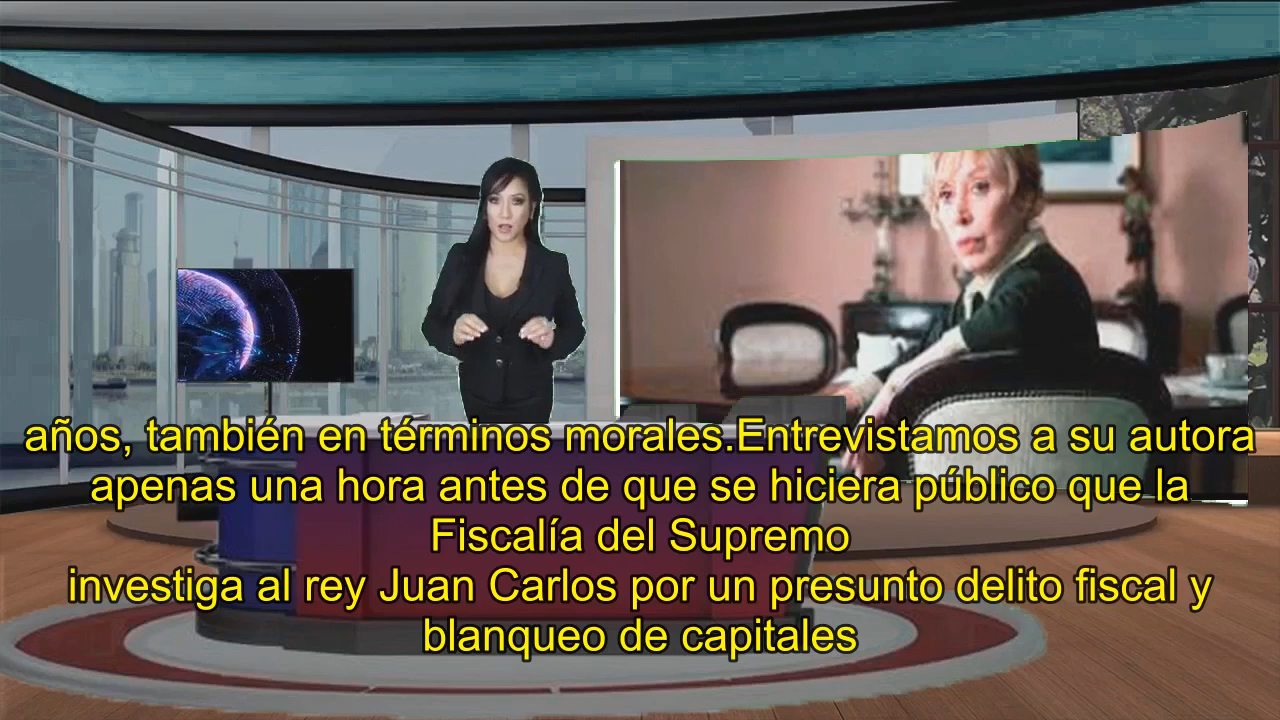 años, también en términos morales.Entrevistamos a su autora
apenas una hora antes de que se hiciera público que la
Fiscalía del Supremo
investiga al rey Juan Carlos por un presunto delito fiscal y
blanqueo de capitales